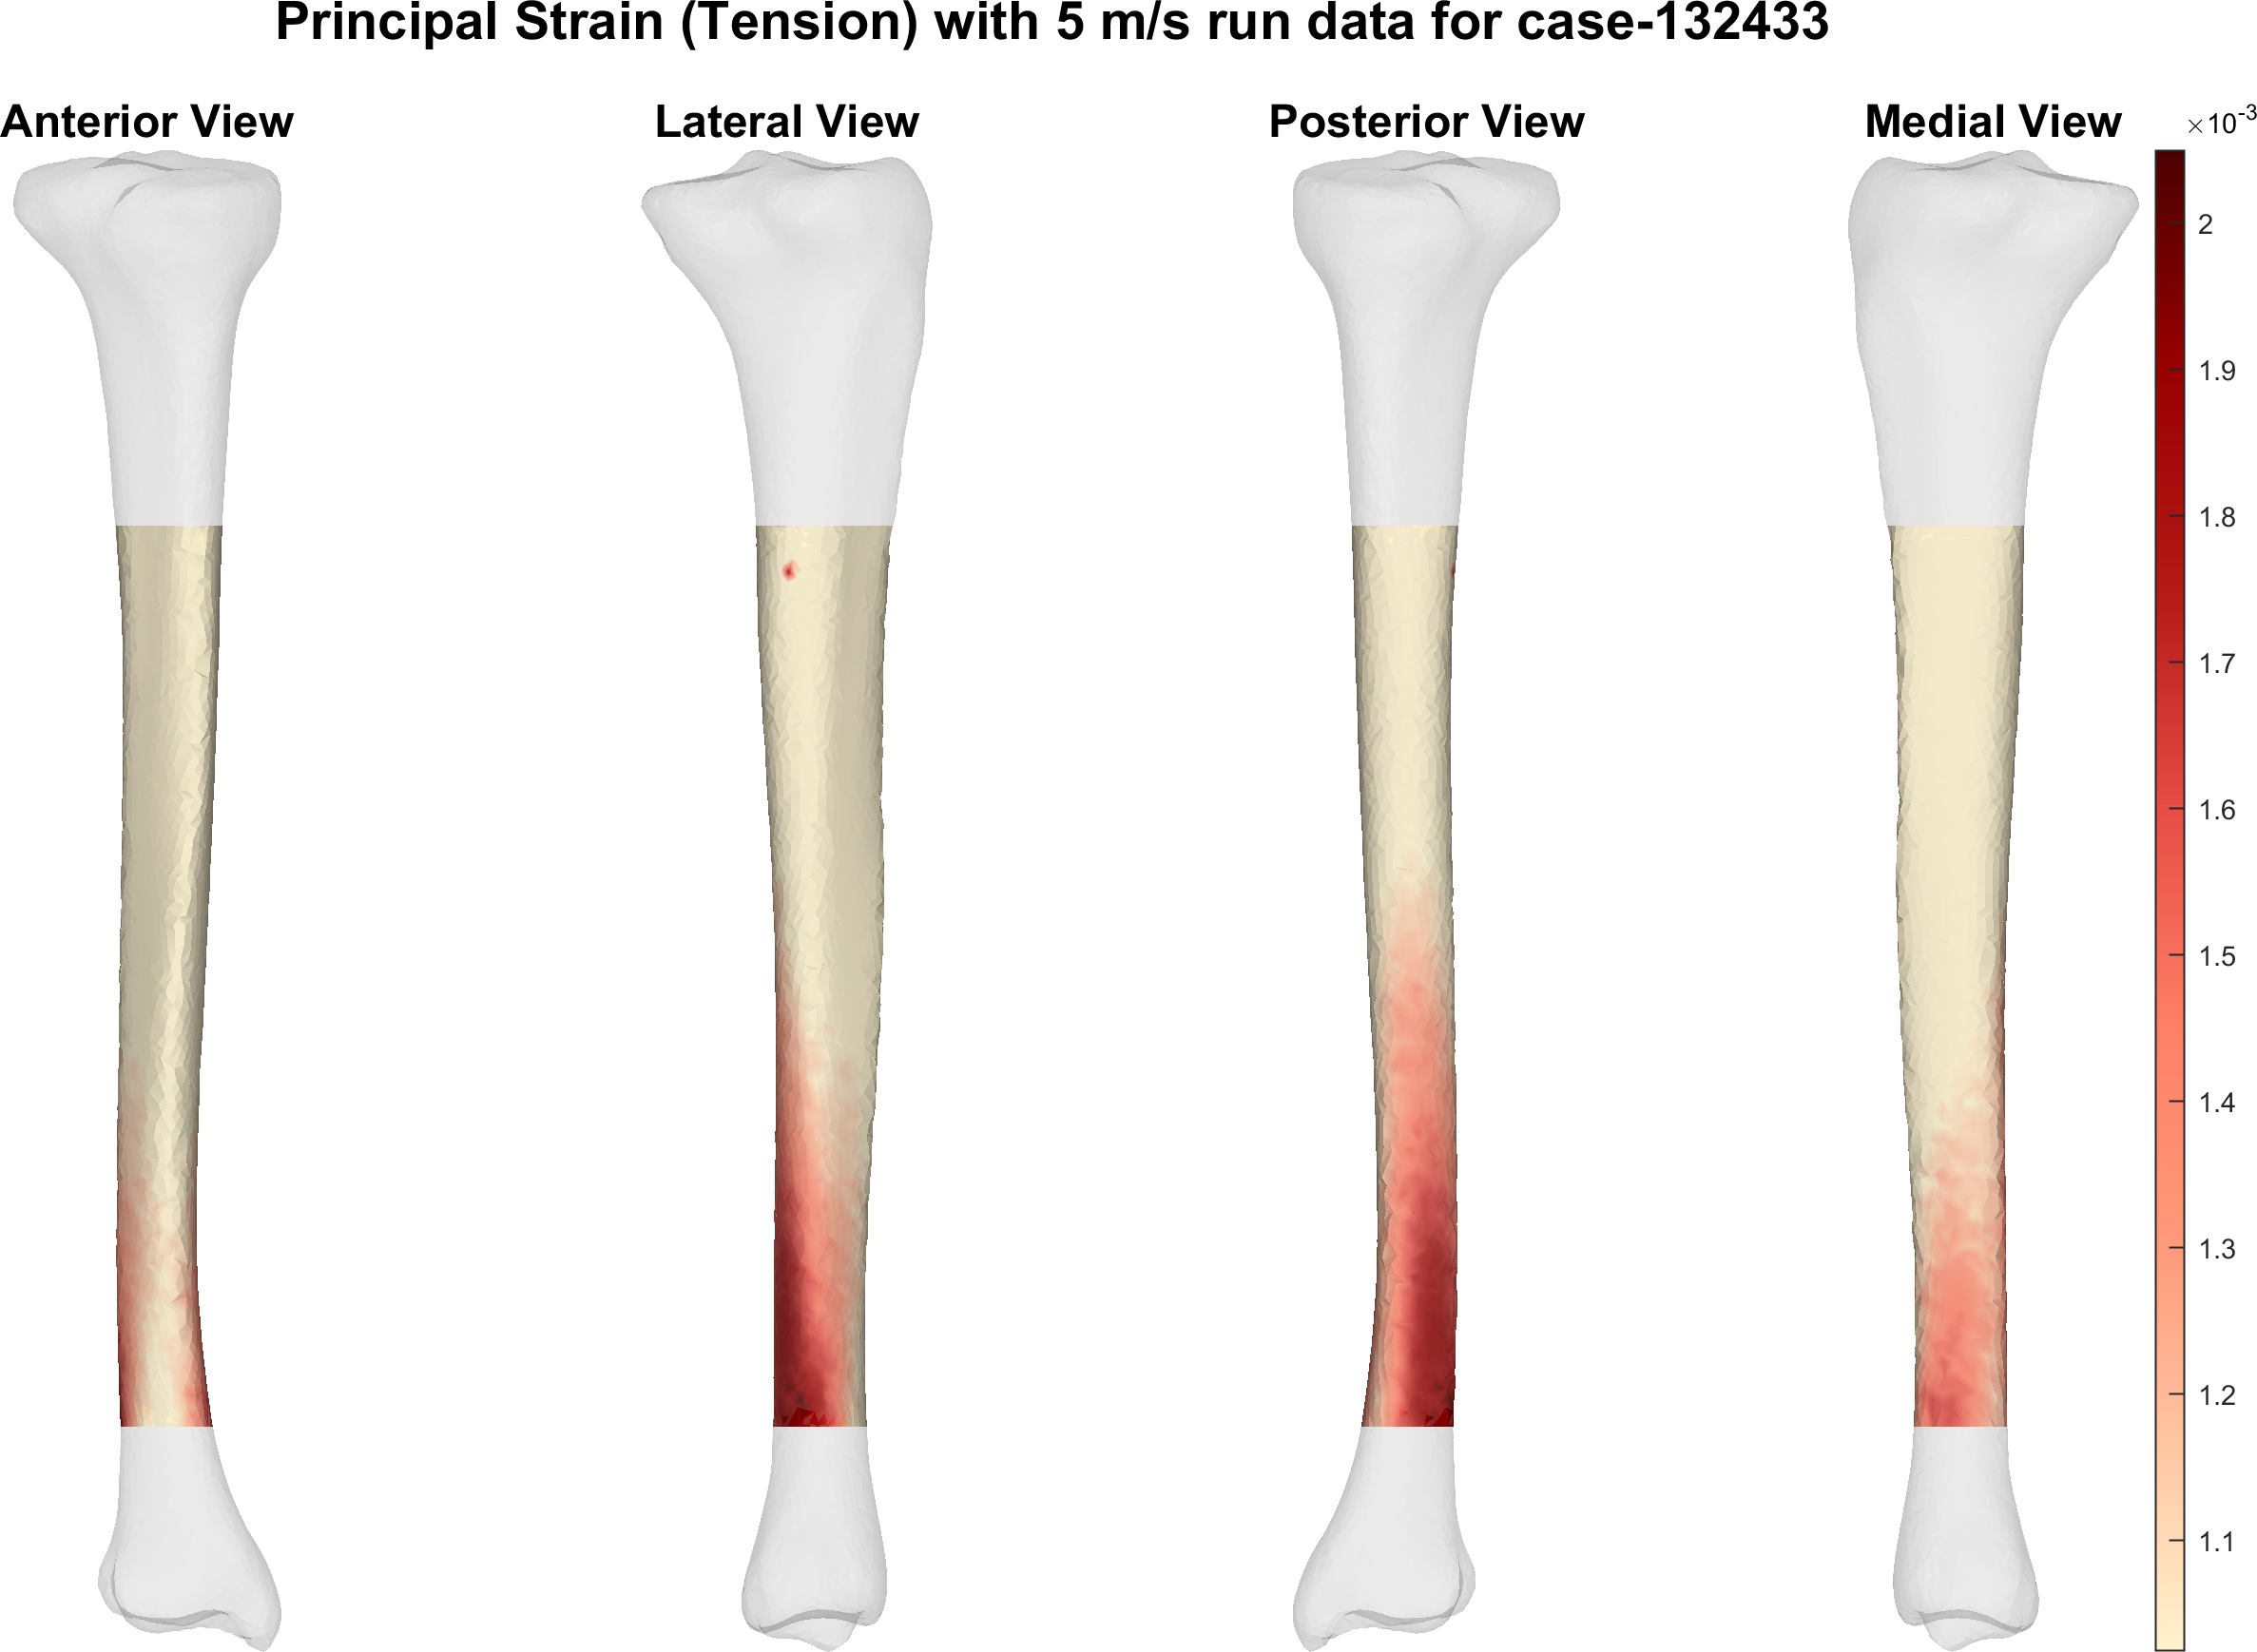 Principal Strain (Tension) with 5 m/s run data for case-132433
Anterior View
Lateral View
Posterior View
Medial View
×10-3
2
1.9
1.8
1.7
1.6
1.5
1.4
1.3
1.2
1.1